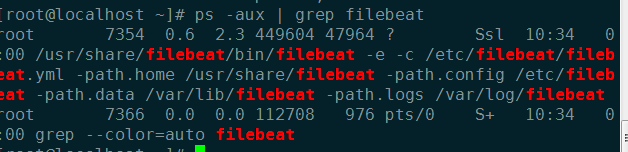 [root@localhost ~]# ps -aux | grep filebeat
root      7354  0.6  2.3 449604 47964 ?        Ssl  10:34   0
:00 /usr/share/filebeat/bin/filebeat -e -c /etc/filebeat/fileb
eat.yml -path.home /usr/share/filebeat -path.config /etc/fileb
eat -path.data /var/lib/filebeat -path.logs /var/log/filebeat
root      7366  0.0  0.0 112708   976 pts/0    S+   10:34   0
:00 grep --color=auto filebeat
[root@localhost ~]#